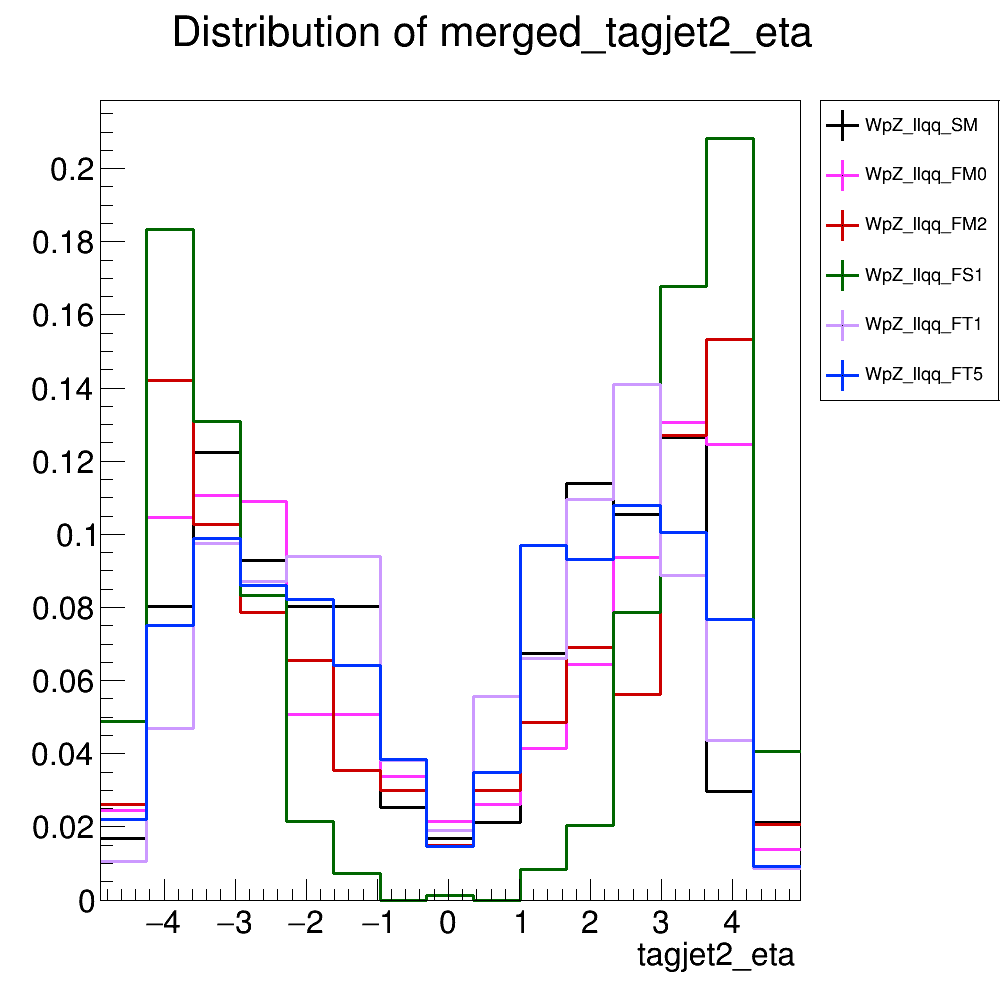 Distribution of merged_tagjet2_eta
WpZ_llqq_SM
WpZ_llqq_FM0
WpZ_llqq_FM2
WpZ_llqq_FS1
WpZ_llqq_FT1
WpZ_llqq_FT5
0.2
0.18
0.16
0.14
0.12
0.1
0.08
0.06
0.04
0.02
0
−4 −3 −2 −1 0 1 2 3 4
tagjet2_eta